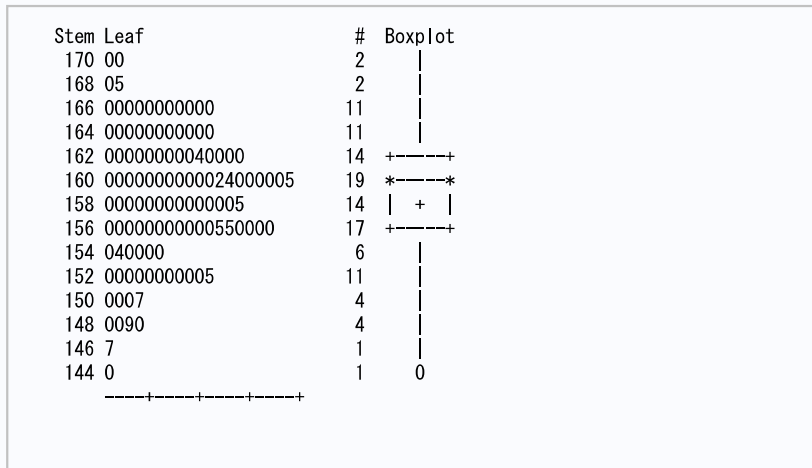 Stem Leaf                     #  Boxplot
 170 00                       2     |
 168 05                       2     |
 166 00000000000             11     |
 164 00000000000             11     |
 162 00000000040000          14  +-----+
 160 0000000000024000005     19  *-----*
 158 00000000000005          14  |  +  |
 156 00000000000550000       17  +-----+
 154 040000                   6     |
 152 00000000005             11     |
 150 0007                     4     |
 148 0090                     4     |
 146 7                        1     |
 144 0                        1     0
     ----+----+----+----+